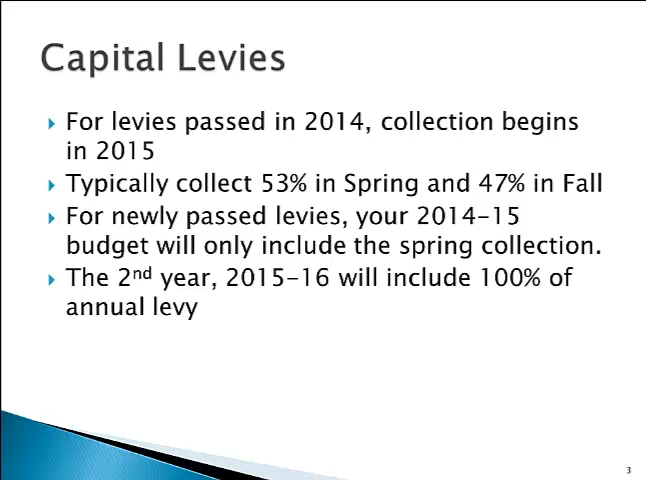 Capital Levies
For levies passed in 2014, collection begins
in 2015
Typically collect 53% in Spring and 47% in Fall
For newly passed levies, your 2014-15
budget will only include the spring collection.
The 2nd year, 2015-16 will include 100% of
annual levy
3